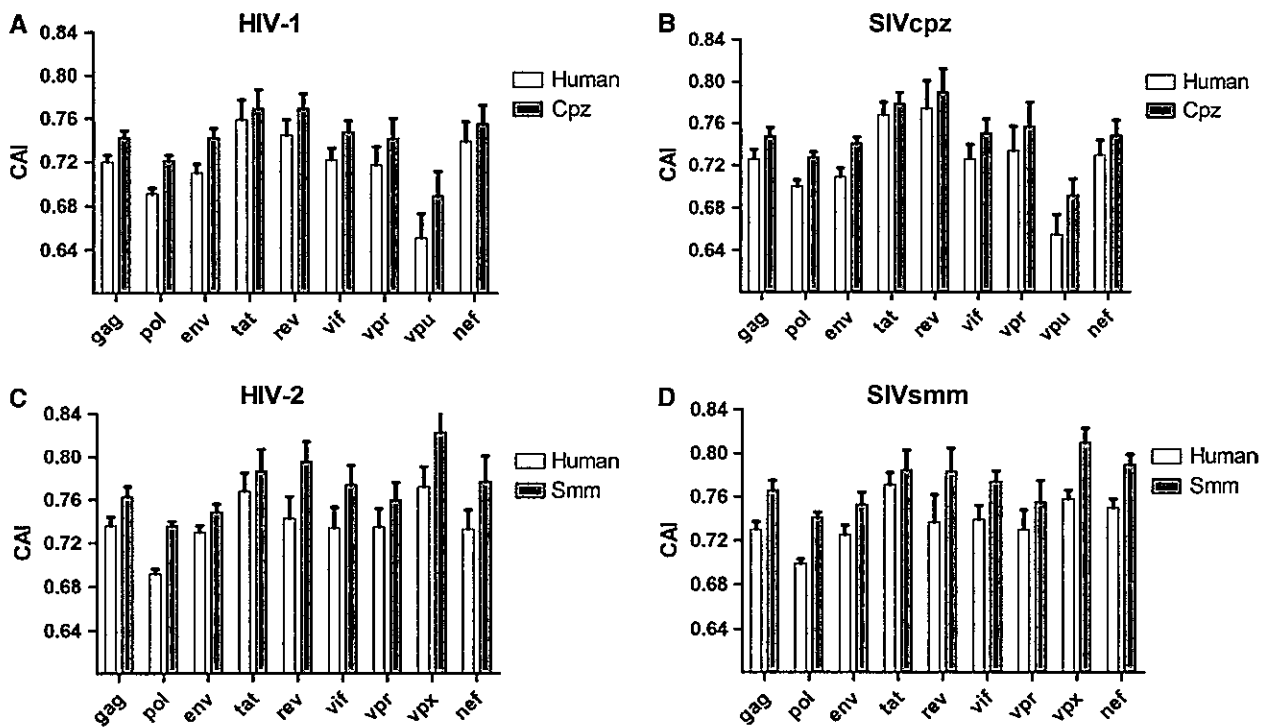 A HIV-1
0.84
0.80
0.76
0.72
0.68
0.64
CAI
Human
Cpz
gag pol env tat rev vif vpr vpu nef
B SIVcpz
0.84
0.80
0.76
0.72
0.68
0.64
CAI
Human
Cpz
gag pol env tat rev vif vpr vpu nef
C HIV-2
0.84
0.80
0.76
0.72
0.68
0.64
CAI
Human
Smm
gag pol env tat rev vif vpr vpx nef
D SIVsmm
0.84
0.80
0.76
0.72
0.68
0.64
CAI
Human
Smm
gag pol env tat rev vif vpr vpx nef